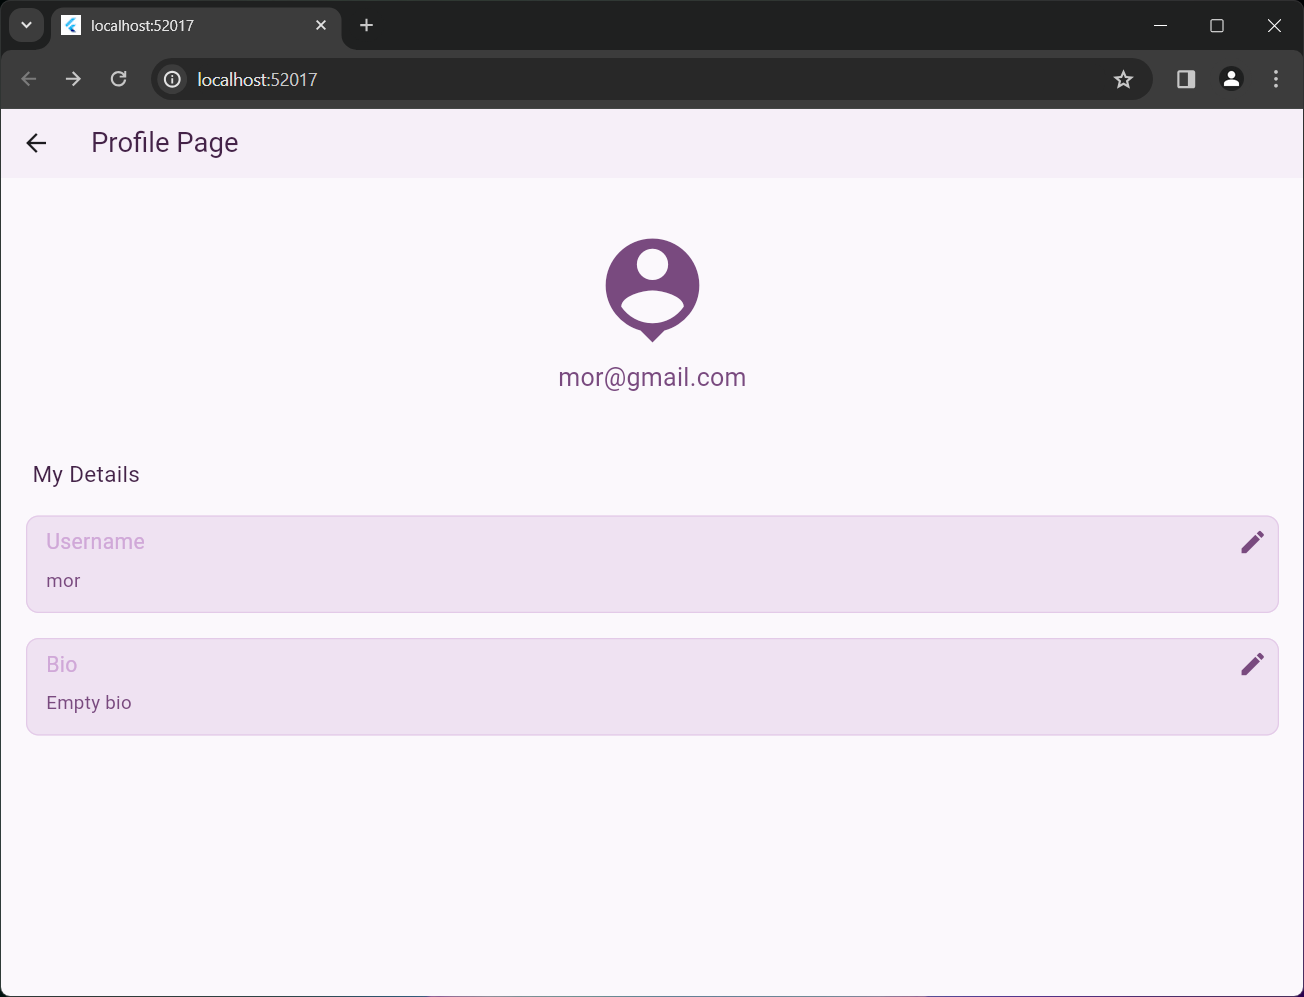 localhost:52017
localhost:52017
Profile Page
mor@gmail.com
My Details
Username
mor
Bio
Empty bio